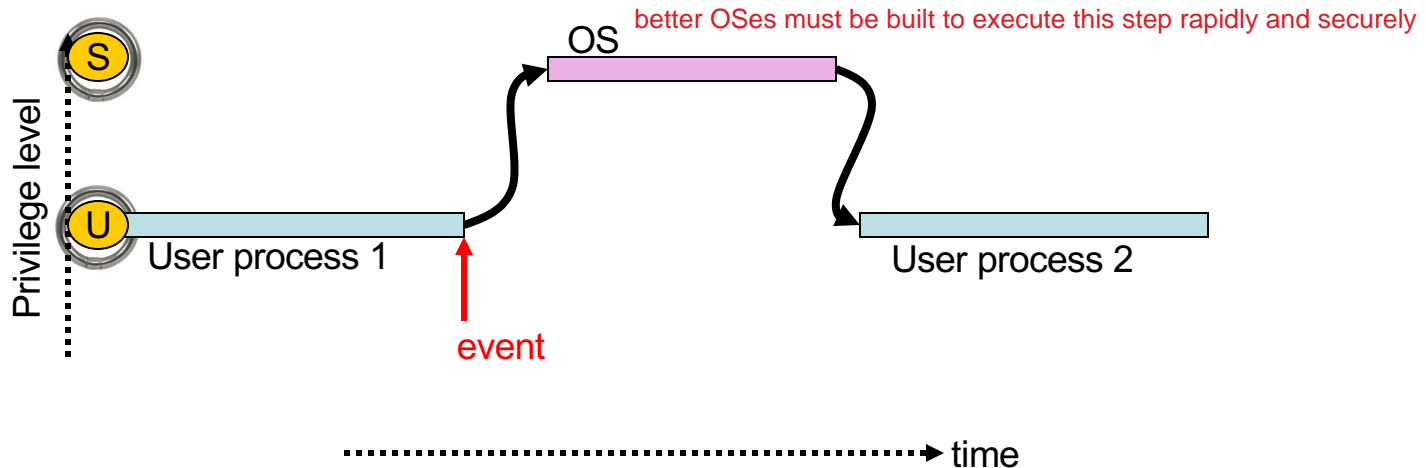 better OSes must be built to execute this step rapidly and securely
OS
S
Privilege level
U
User process 1
User process 2
event
time